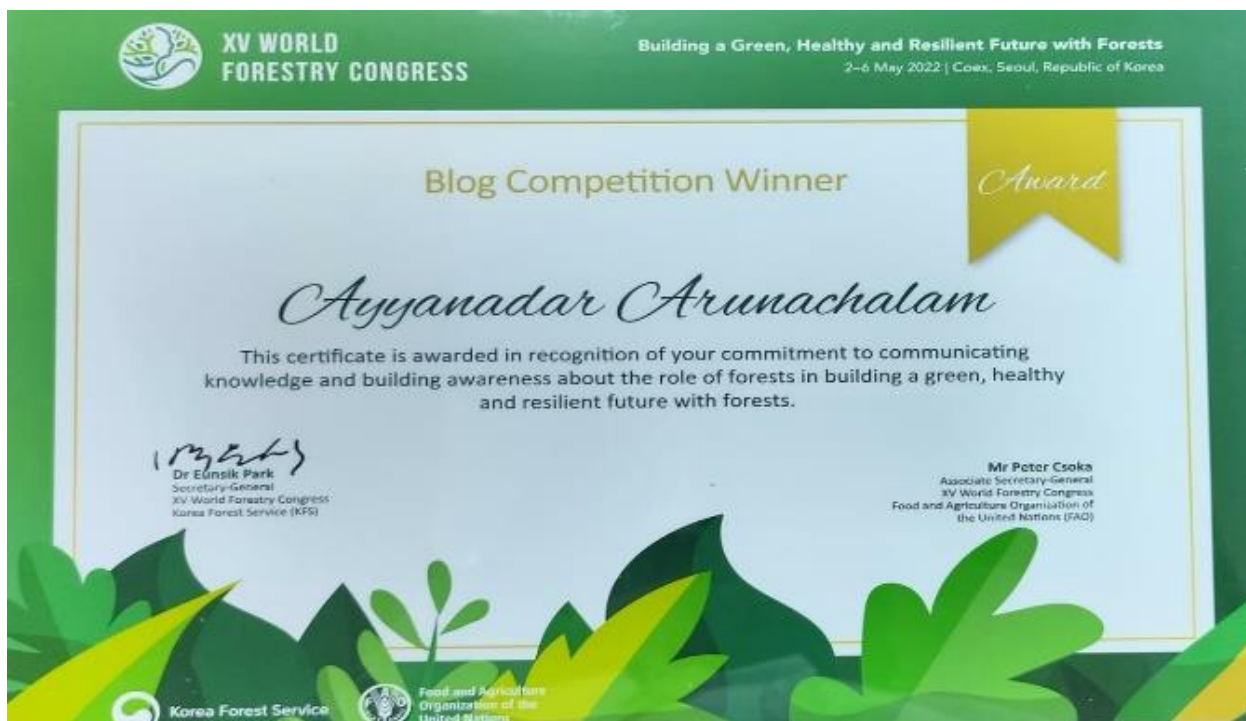 XV WORLD
FORESTRY CONGRESS
Building a Green, Healthy and Resilient Future with Forests
2–6 May 2022 | Coex, Seoul, Republic of Korea
Blog Competition Winner
Award
Ayyanadar Arunachalam
This certificate is awarded in recognition of your commitment to communicating
knowledge and building awareness about the role of forests in building a green, healthy
and resilient future with forests.
Dr Eunsik Park
Secretary-General
XV World Forestry Congress
Korea Forest Service (KFS)
Mr Peter Csoka
Associate Secretary-General
XV World Forestry Congress
Food and Agriculture Organization of
the United Nations (FAO)
Korea Forest Service
Food and Agriculture
Organization of the
United Nations